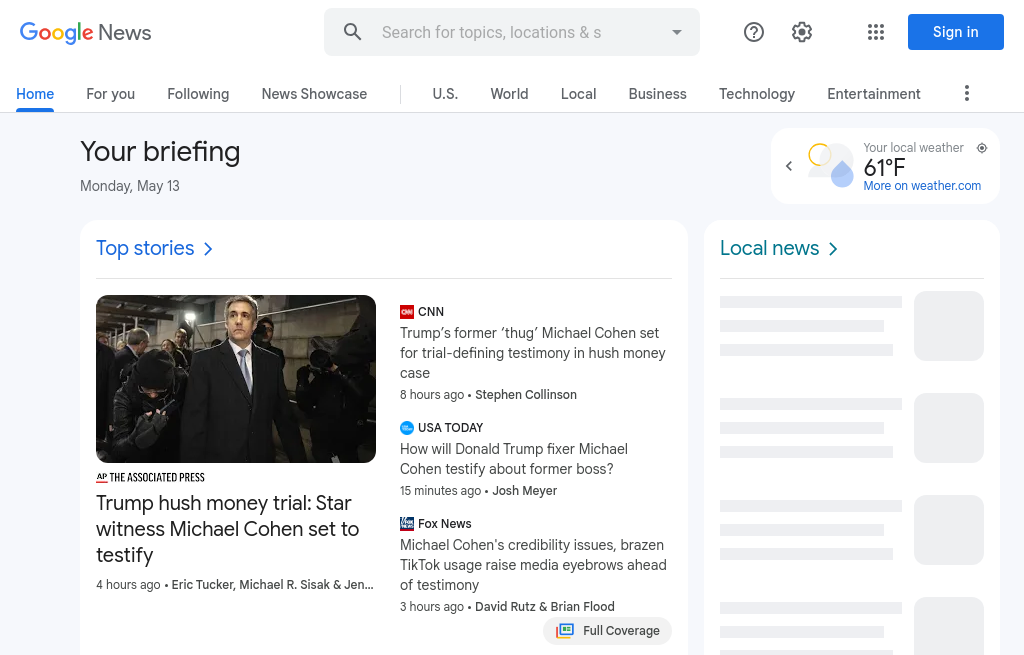 Google News
Search for topics, locations & s
Sign in
Home
For you
Following
News Showcase
U.S.
World
Local
Business
Technology
Entertainment
Your briefing
Monday, May 13
Your local weather
61°F
More on weather.com
Top stories
AP THE ASSOCIATED PRESS
Trump hush money trial: Star
witness Michael Cohen set to
testify
4 hours ago • Eric Tucker, Michael R. Sisak & Jen...
CNN
Trump’s former ‘thug’ Michael Cohen set
for trial-defining testimony in hush money
case
8 hours ago • Stephen Collinson
USA TODAY
How will Donald Trump fixer Michael
Cohen testify about former boss?
15 minutes ago • Josh Meyer
Fox News
Michael Cohen's credibility issues, brazen
TikTok usage raise media eyebrows ahead
of testimony
3 hours ago • David Rutz & Brian Flood
Full Coverage
Local news